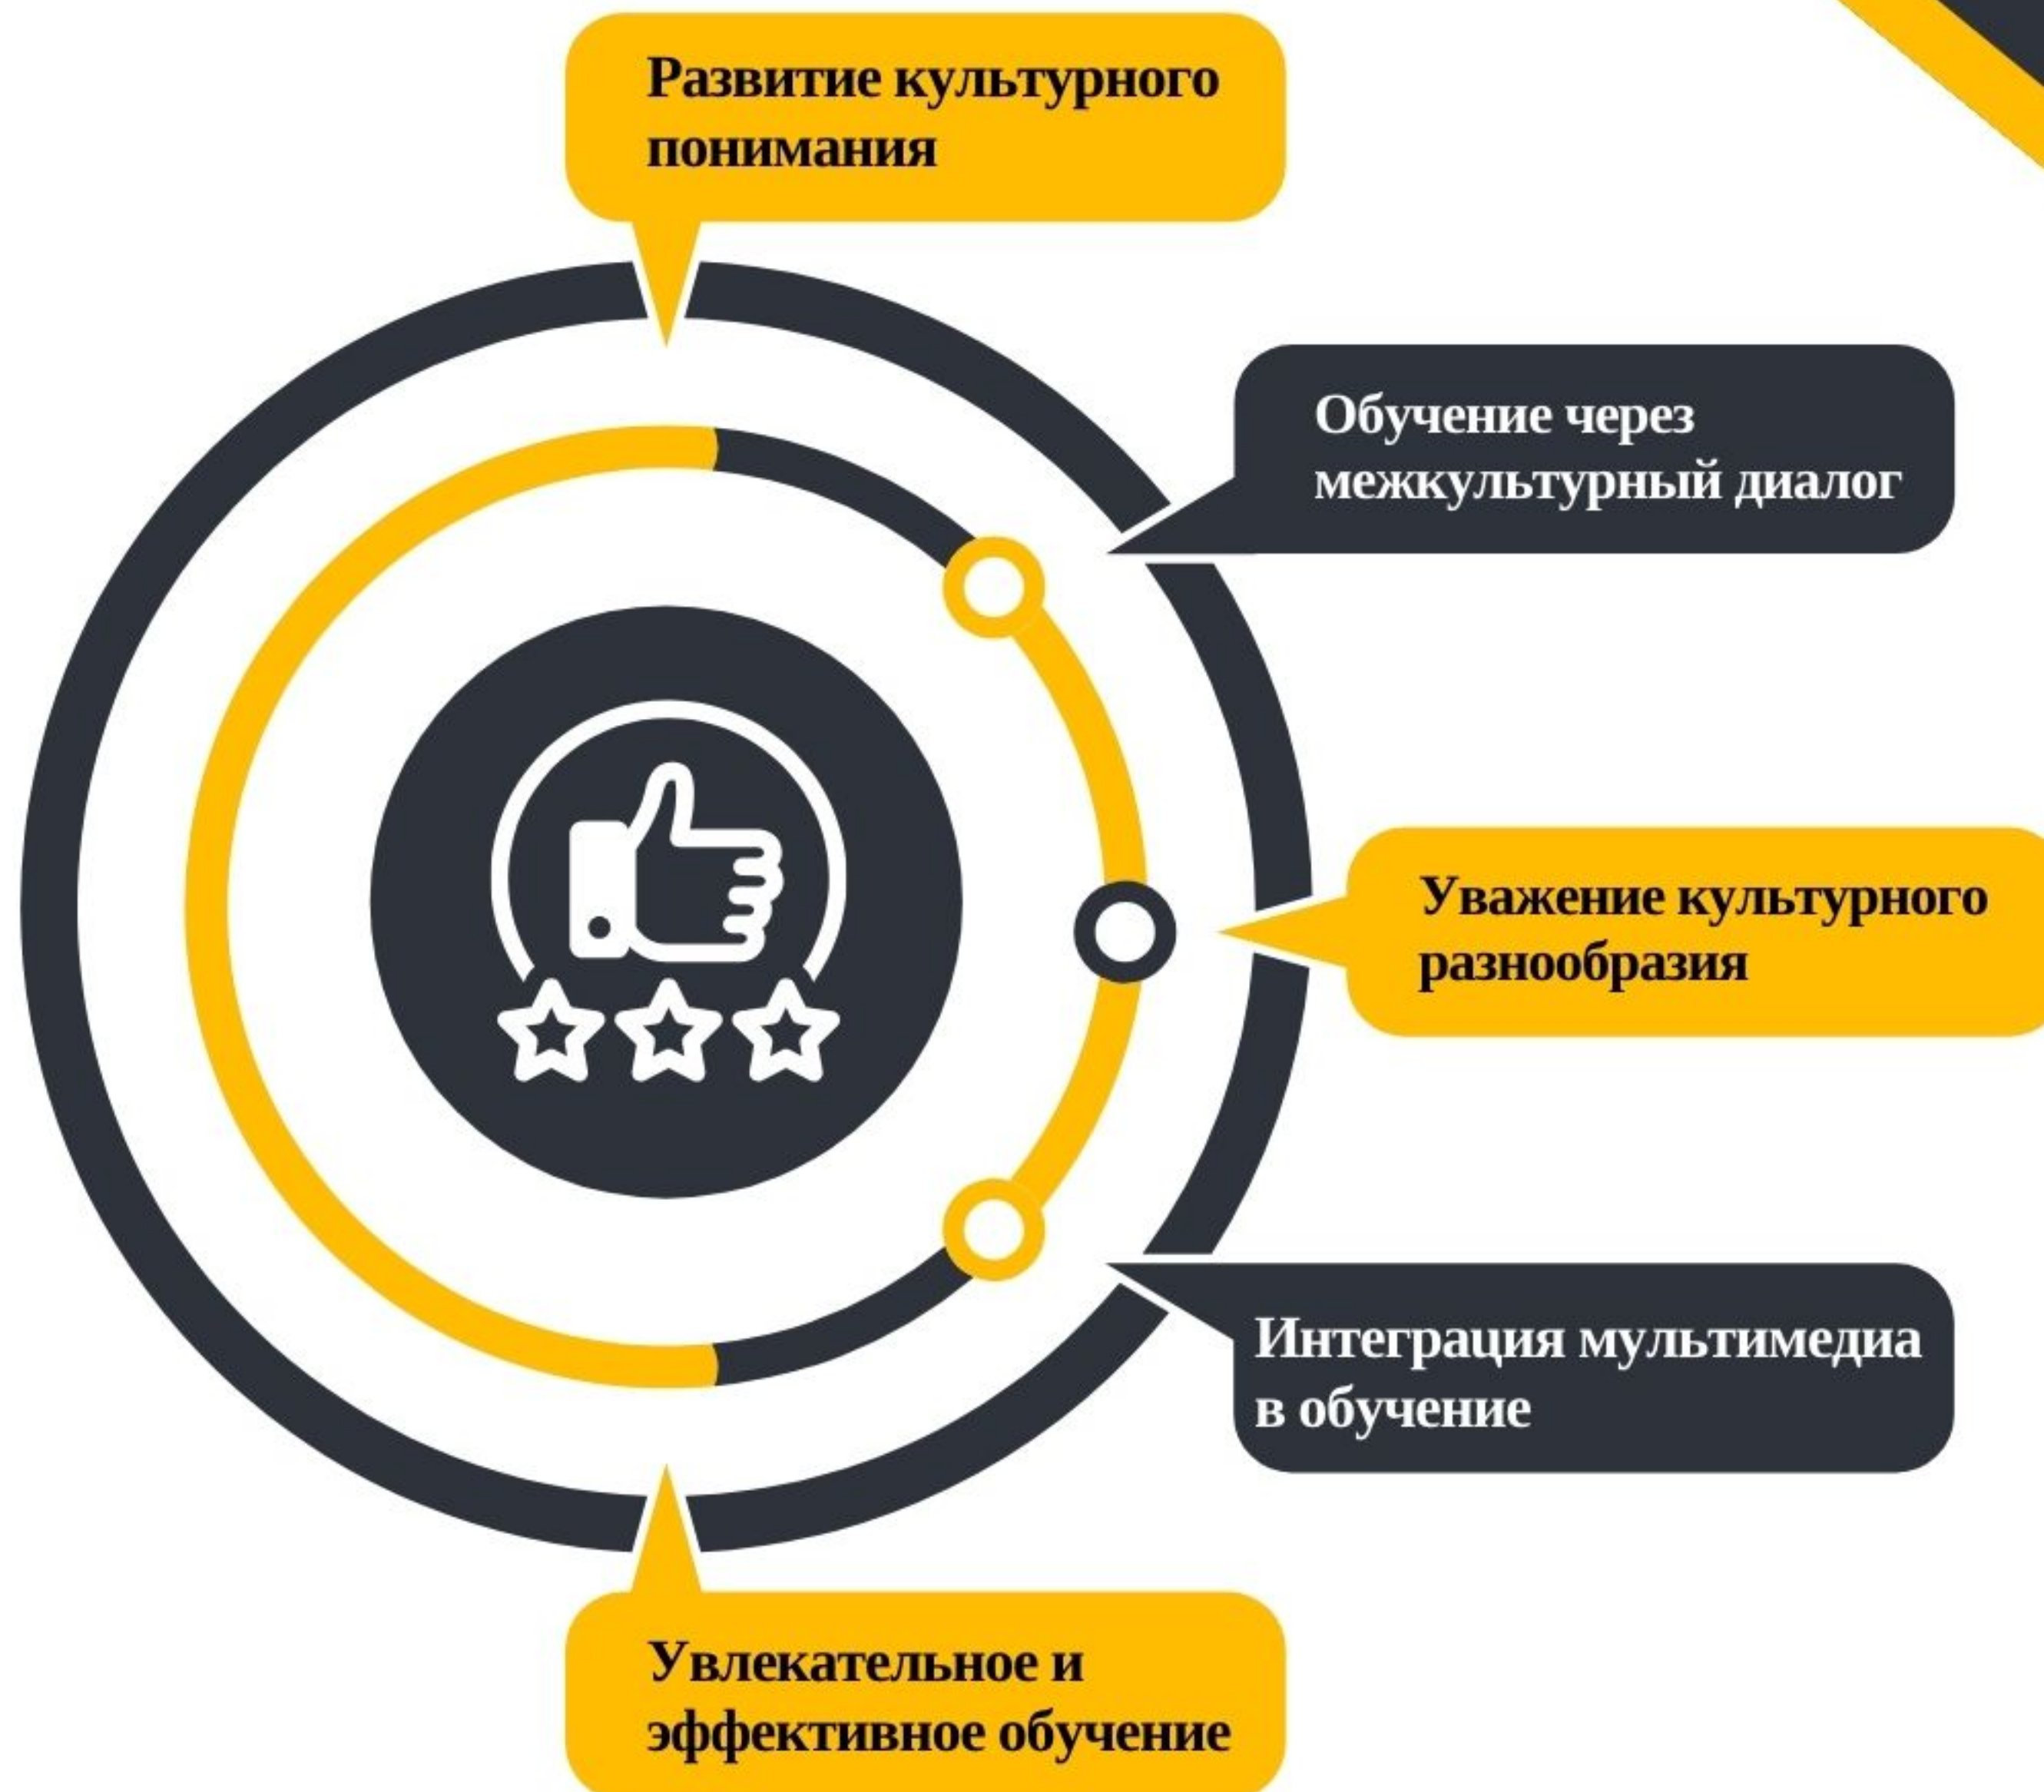 Развитие культурного
понимания
Обучение через
межкультурный диалог
Уважение культурного
разнообразия
Интеграция мультимедиа
в обучение
Увлекательное и
эффективное обучение